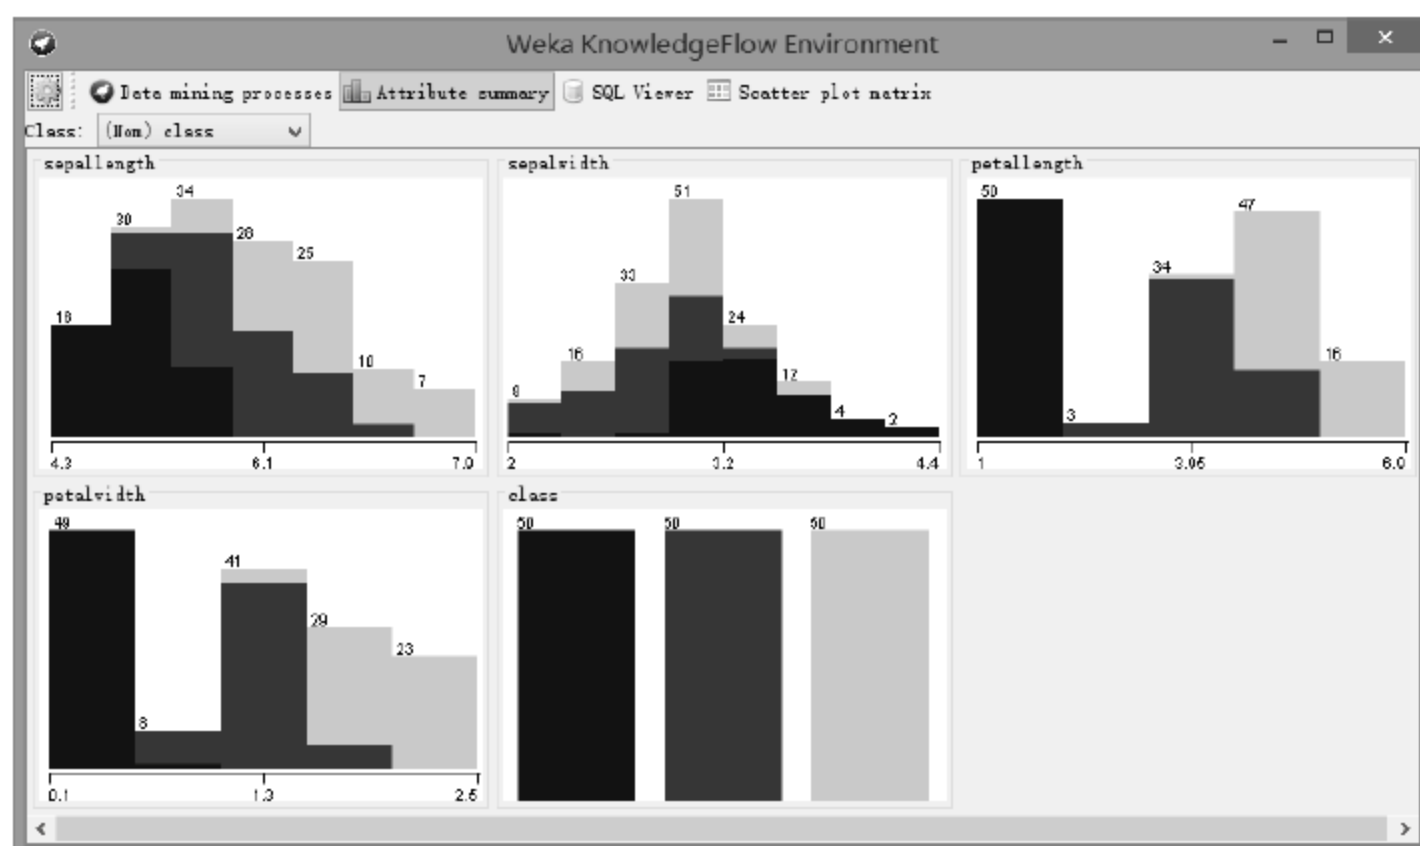 Weka KnowledgeFlow Environment
Data mining processes Attribute summary SQL Viewer Scatter plot matrix
Class: (Nom) class
sepallength sepalwidth petallength
16 30 34 28 25 10 7
8 16 33 51 24 12 4 2
50 3 34 47 16
4.3 6.1 7.9
2 3.2 4.4
1 3.95 6.9
petalwidth class
49 8 41 29 23
50 50 50
0.1 1.3 2.5